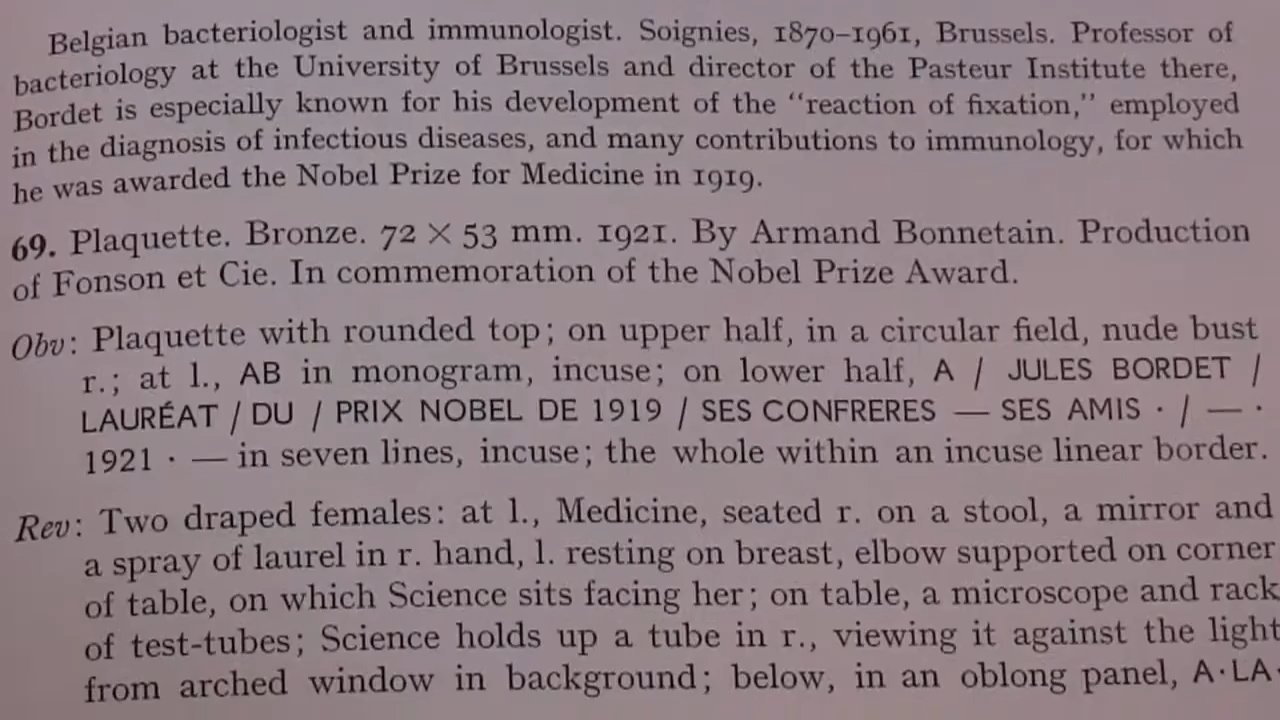 Belgian bacteriologist and immunologist. Soignies, 1870–1961, Brussels. Professor of
bacteriology at the University of Brussels and director of the Pasteur Institute there,
Bordet is especially known for his development of the “reaction of fixation,” employed
in the diagnosis of infectious diseases, and many contributions to immunology, for which
he was awarded the Nobel Prize for Medicine in 1919.
69. Plaquette. Bronze. 72 × 53 mm. 1921. By Armand Bonnetain. Production
of Fonson et Cie. In commemoration of the Nobel Prize Award.
Obv: Plaquette with rounded top; on upper half, in a circular field, nude bust
r.; at l., AB in monogram, incuse; on lower half, A / JULES BORDET /
LAURÉAT / DU / PRIX NOBEL DE 1919 / SES CONFRERES — SES AMIS · / — ·
1921 · — in seven lines, incuse; the whole within an incuse linear border.
Rev: Two draped females: at l., Medicine, seated r. on a stool, a mirror and
a spray of laurel in r. hand, l. resting on breast, elbow supported on corner
of table, on which Science sits facing her; on table, a microscope and rack
of test-tubes; Science holds up a tube in r., viewing it against the light
from arched window in background; below, in an oblong panel, A·LA·